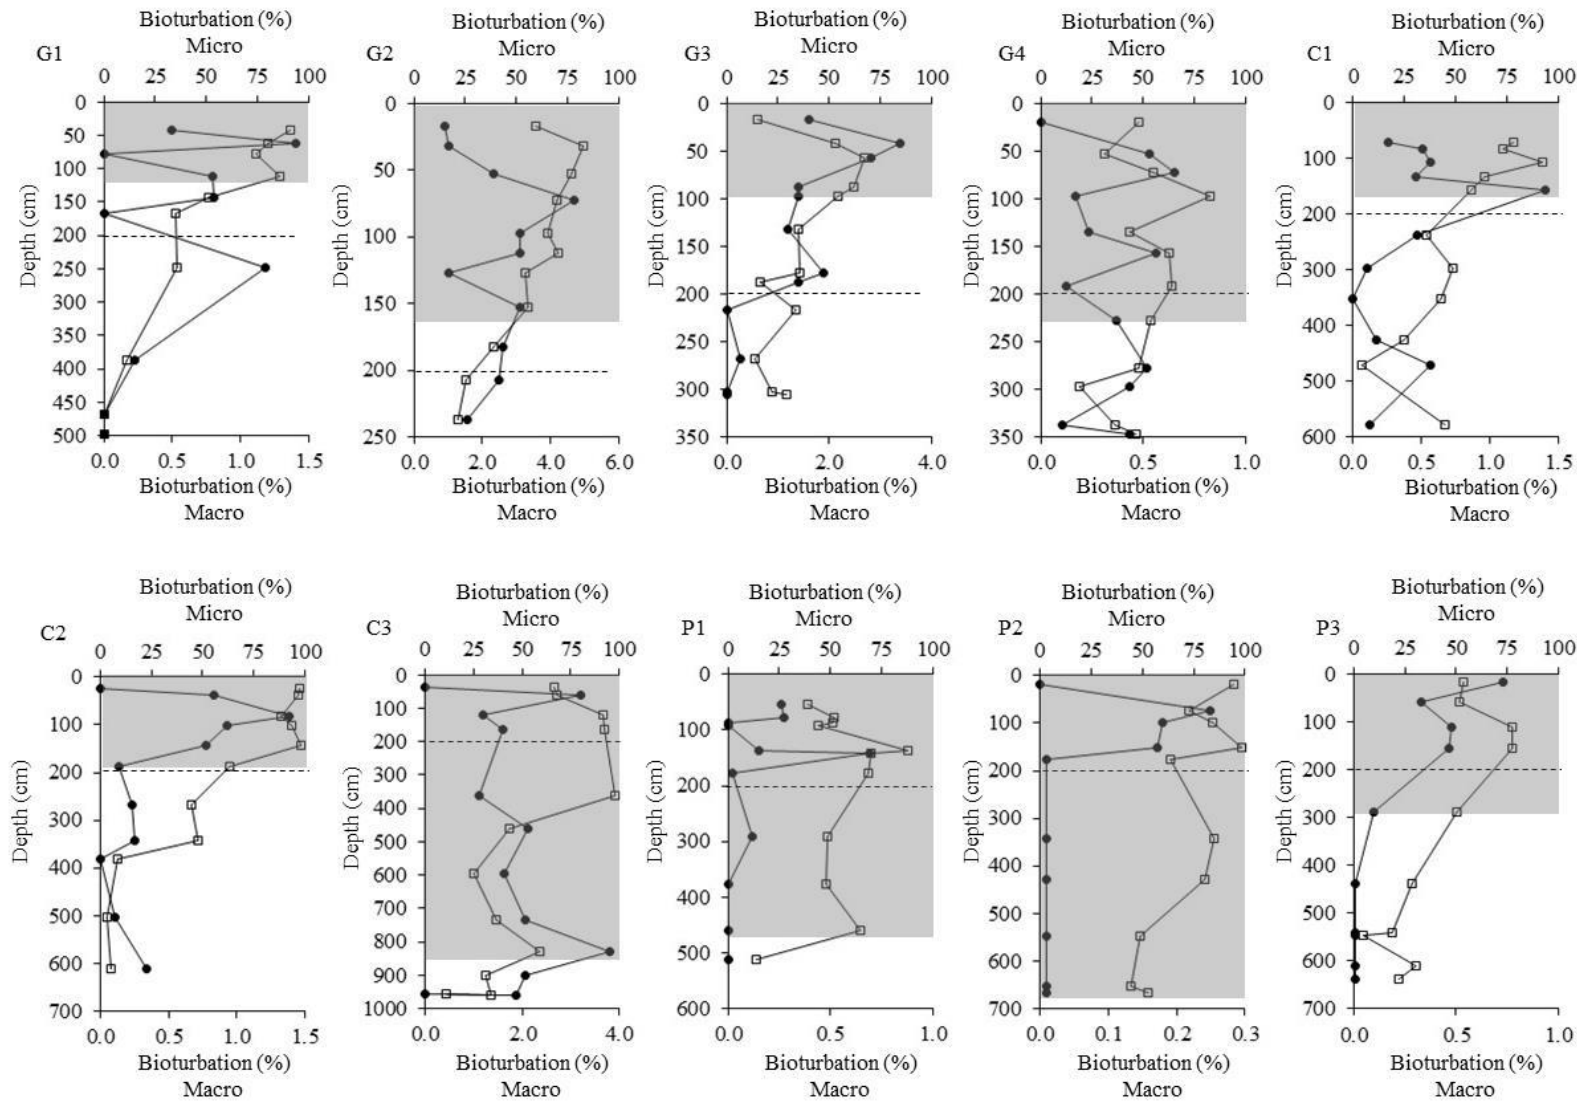 Bioturbation (%)
Micro
G1
0 25 50 75 100
0
50
100
150
200
250
300
350
400
450
500
Depth (cm)
0.0 0.5 1.0 1.5
Bioturbation (%)
Macro
Bioturbation (%)
Micro
G2
0 25 50 75 100
0
50
100
150
200
250
Depth (cm)
2.0 4.0 6.0
Bioturbation (%)
Macro
Bioturbation (%)
Micro
G3
0 25 50 75 100
0
50
100
150
200
250
300
350
Depth (cm)
0.0 2.0 4.0
Bioturbation (%)
Macro
Bioturbation (%)
Micro
G4
0 25 50 75 100
0
50
100
150
200
250
300
350
Depth (cm)
0.0 0.5 1.0
Bioturbation (%)
Macro
Bioturbation (%)
Micro
C1
0 25 50 75 100
0
100
200
300
400
500
600
Depth (cm)
0.0 0.5 1.0 1.5
Bioturbation (%)
Macro
Bioturbation (%)
Micro
C2
0 25 50 75 100
0
100
200
300
400
500
600
700
Depth (cm)
0.0 0.5 1.0 1.5
Bioturbation (%)
Macro
Bioturbation (%)
Micro
C3
0 25 50 75 100
0
100
200
300
400
500
600
700
800
900
1000
Depth (cm)
0.0 2.0 4.0
Bioturbation (%)
Macro
Bioturbation (%)
Micro
P1
0 25 50 75 100
0
100
200
300
400
500
600
Depth (cm)
0.0 0.5 1.0
Bioturbation (%)
Macro
Bioturbation (%)
Micro
P2
0 25 50 75 100
0
100
200
300
400
500
600
700
Depth (cm)
0.0 0.1 0.2 0.3
Bioturbation (%)
Macro
Bioturbation (%)
Micro
P3
0 25 50 75 100
0
100
200
300
400
500
600
700
Depth (cm)
0.0 0.5 1.0
Bioturbation (%)
Macro